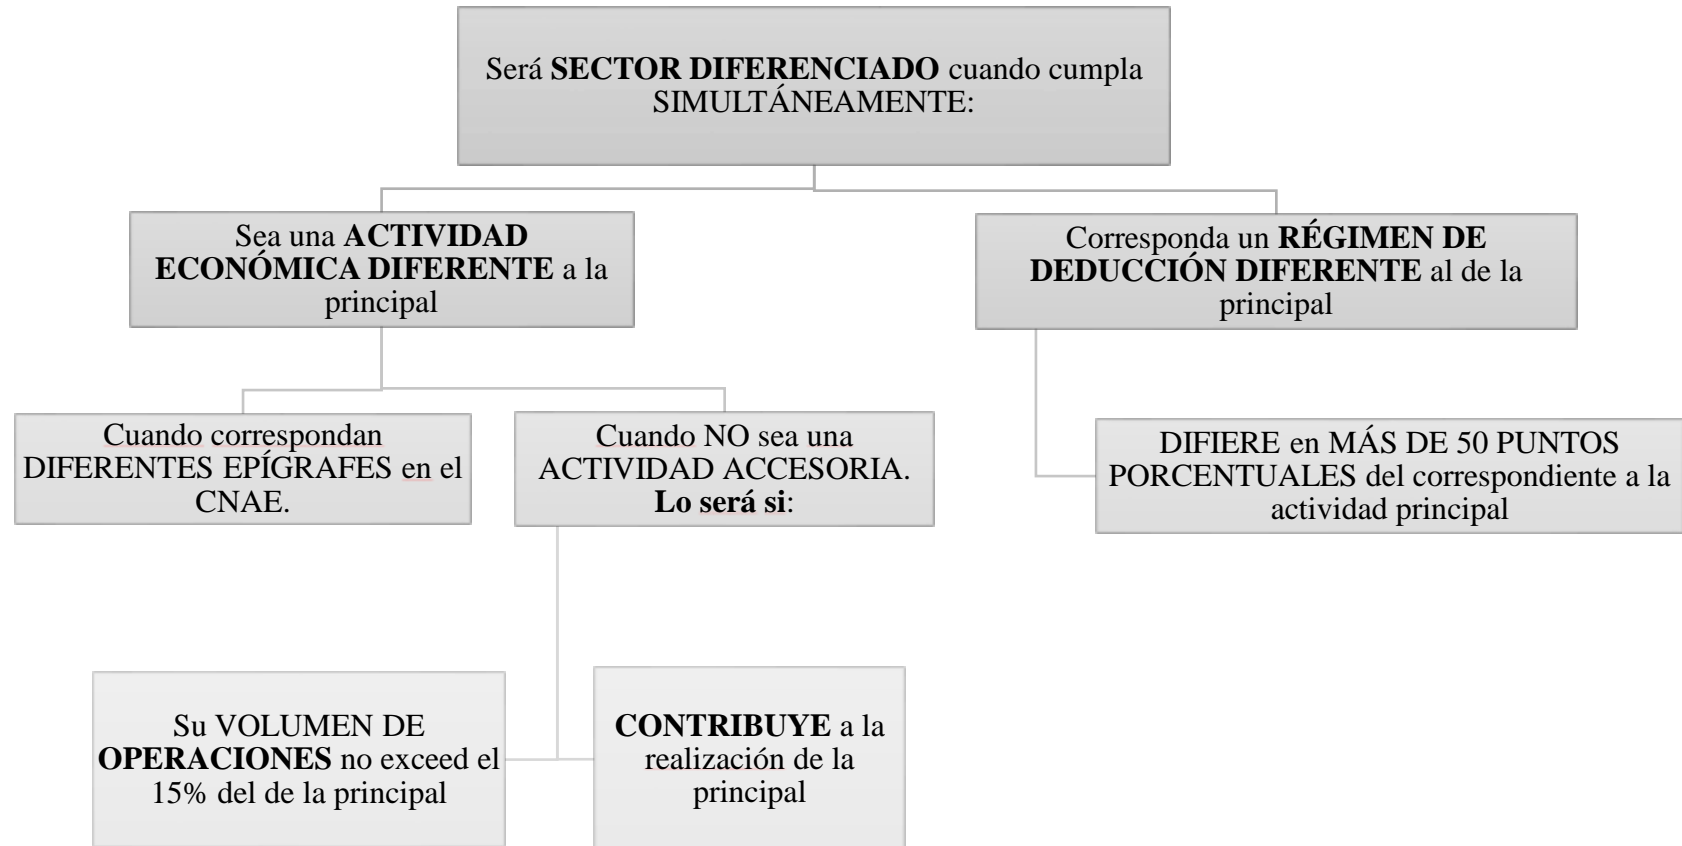 Será SECTOR DIFERENCIADO cuando cumpla
SIMULTÁNEAMENTE:
Sea una ACTIVIDAD
ECONÓMICA DIFERENTE a la
principal
Corresponda un RÉGIMEN DE
DEDUCCIÓN DIFERENTE al de la
principal
Cuando correspondan
DIFERENTES EPÍGRAFES en el
CNAE.
Cuando NO sea una
ACTIVIDAD ACCESORIA.
Lo será si:
DIFIERE en MÁS DE 50 PUNTOS
PORCENTUALES del correspondiente a la
actividad principal
Su VOLUMEN DE
OPERACIONES no exceed el
15% del de la principal
CONTRIBUYE a la
realización de la
principal